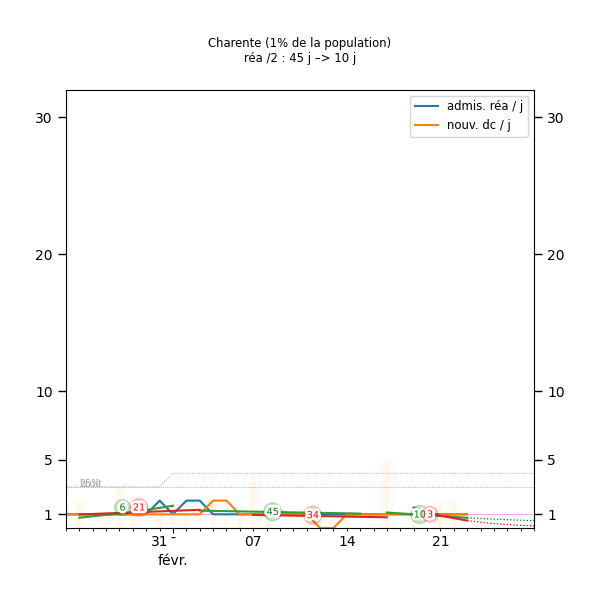 Charente (1% de la population)
réa /2 : 45 j –> 10 j
admis. réa / j
nouv. dc / j
30 30
20 20
10 10
5 5
6 21 45 34 10 3
1 1
31 07 14 21
févr.